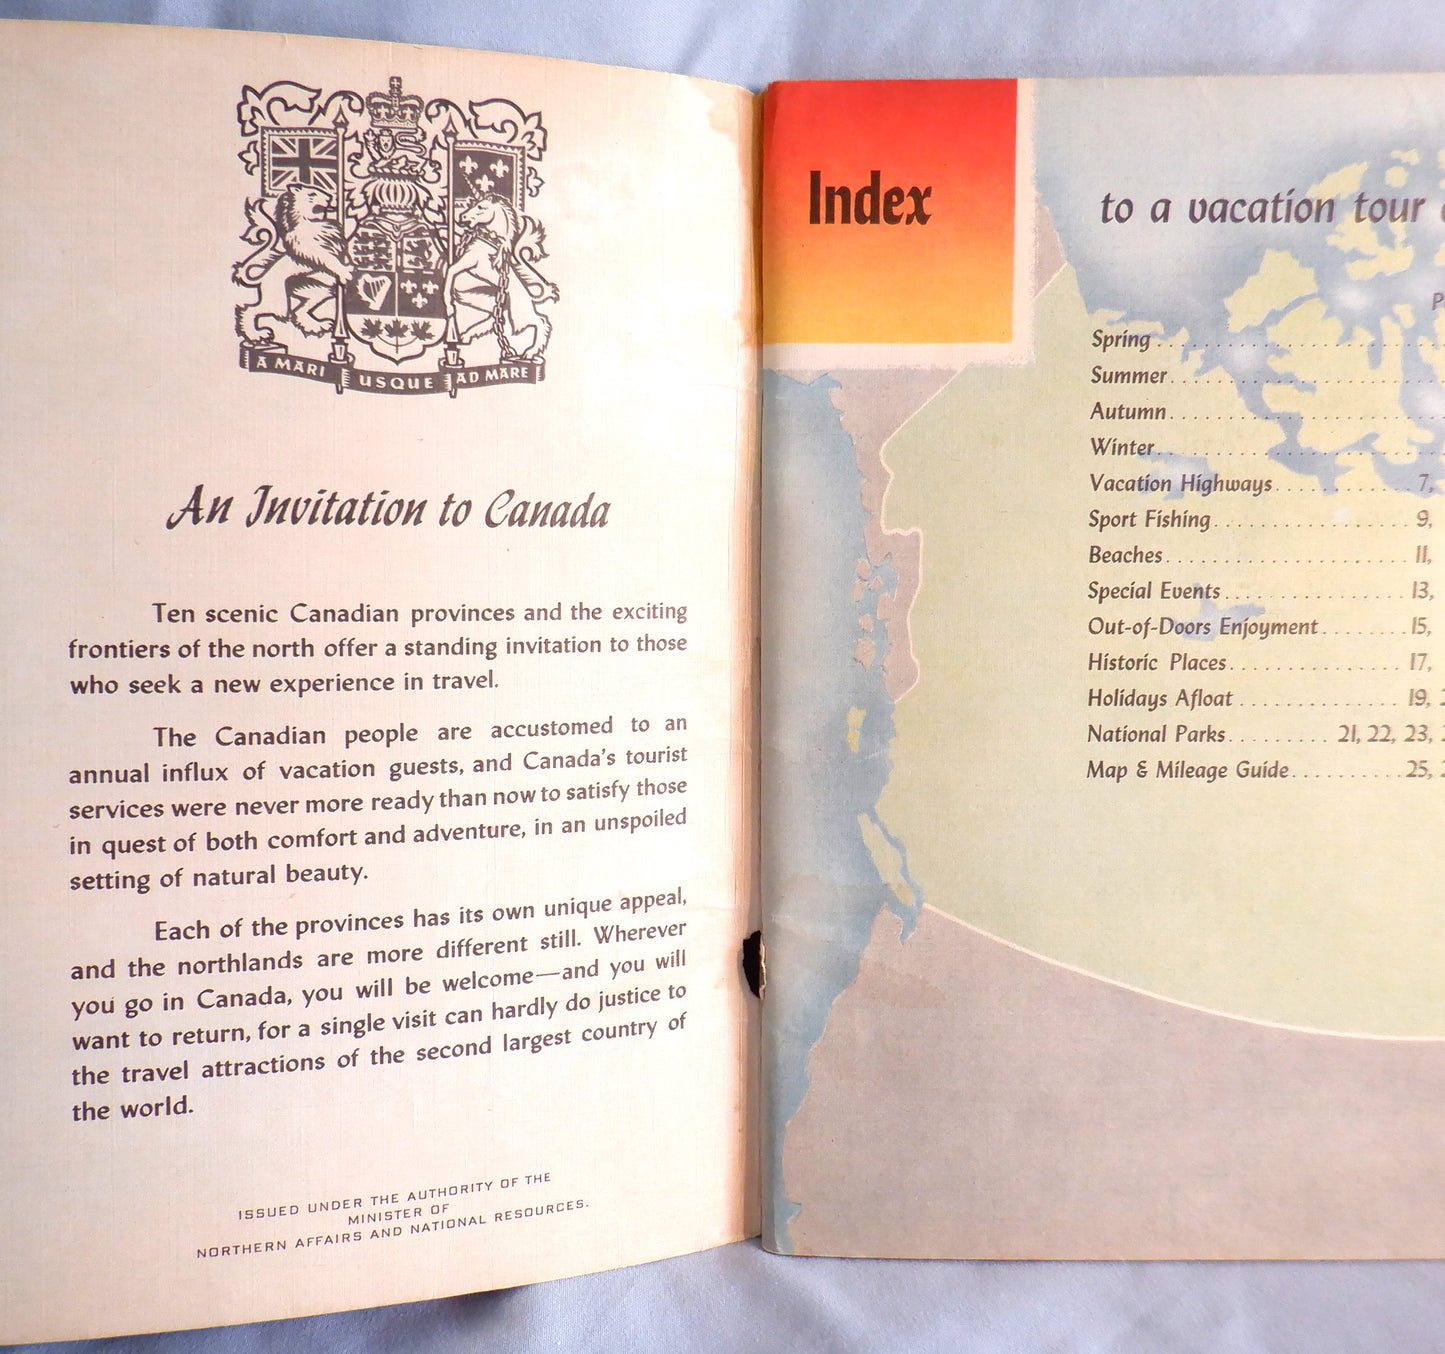 A MARI USQUE AD MARE
An Invitation to Canada
Ten scenic Canadian provinces and the exciting
frontiers of the north offer a standing invitation to those
who seek a new experience in travel.
The Canadian people are accustomed to an
annual influx of vacation guests, and Canada's tourist
services were never more ready than now to satisfy those
in quest of both comfort and adventure, in an unspoiled
setting of natural beauty.
Each of the provinces has its own unique appeal,
and the northlands are more different still. Wherever
you go in Canada, you will be welcome—and you will
want to return, for a single visit can hardly do justice to
the travel attractions of the second largest country of
the world.
ISSUED UNDER THE AUTHORITY OF THE
MINISTER OF
NORTHERN AFFAIRS AND NATIONAL RESOURCES.
Index
to a vacation tour
Spring
Summer
Autumn
Winter
Vacation Highways 7,
Sport Fishing 9,
Beaches 11,
Special Events 13,
Out-of-Doors Enjoyment 15,
Historic Places 17,
Holidays Afloat 19,
National Parks 21, 22, 23,
Map & Mileage Guide 25,